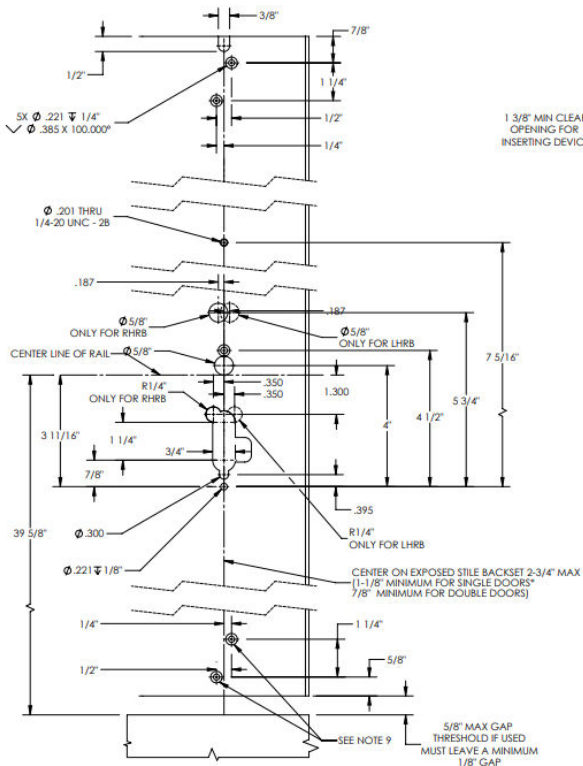 3/8"
7/8"
1/2"
1 1/4"
5X Ø .221 ↧ 1/4"
⌵ Ø .385 X 100.000°
1/2"
1/4"
1 3/8" MIN CLEAR
OPENING FOR
INSERTING DEVIC
Ø .201 THRU
1/4-20 UNC - 2B
.187
.187
Ø 5/8"
ONLY FOR RHRB
Ø 5/8"
ONLY FOR LHRB
7 5/16"
CENTER LINE OF RAIL
Ø 5/8"
R1/4"
ONLY FOR RHRB
.350
.350
1.300
5 3/4"
4 1/2"
4"
3 11/16"
1 1/4"
3/4"
7/8"
.395
39 5/8"
Ø .300
R1/4"
ONLY FOR LHRB
Ø .221 ↧ 1/8"
CENTER ON EXPOSED STILE BACKSET 2-3/4" MAX
(1-1/8" MINIMUM FOR SINGLE DOORS*
7/8" MINIMUM FOR DOUBLE DOORS)
1/4"
1 1/4"
1/2"
5/8"
SEE NOTE 9
5/8" MAX GAP
THRESHOLD IF USED
MUST LEAVE A MINIMUM
1/8" GAP